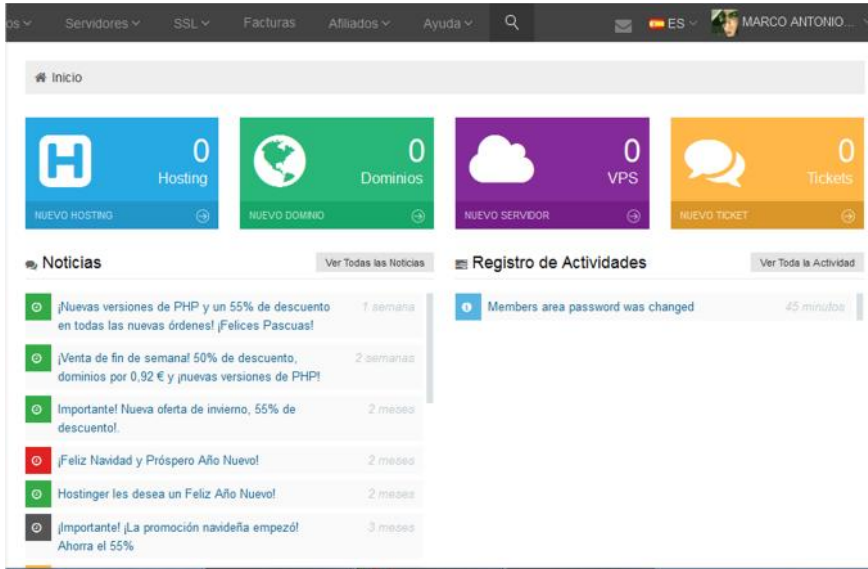 os Servidores SSL Facturas Afiliados Ayuda ES MARCO ANTONIO...
Inicio
H
0
Hosting
NUEVO HOSTING
0
Dominios
NUEVO DOMINIO
0
VPS
NUEVO SERVIDOR
0
Tickets
NUEVO TICKET
Noticias
Ver Todas las Noticias
¡Nuevas versiones de PHP y un 55% de descuento
en todas las nuevas órdenes! ¡Felices Pascuas!
1 semana
¡Venta de fin de semana! 50% de descuento,
dominios por 0,92 € y ¡nuevas versiones de PHP!
2 semanas
Importante! Nueva oferta de invierno, 55% de
descuento!.
2 meses
¡Feliz Navidad y Próspero Año Nuevo!
2 meses
Hostinger les desea un Feliz Año Nuevo!
2 meses
¡Importante! ¡La promoción navideña empezó!
Ahorra el 55%
3 meses
Registro de Actividades
Ver Toda la Actividad
Members area password was changed
45 minutos